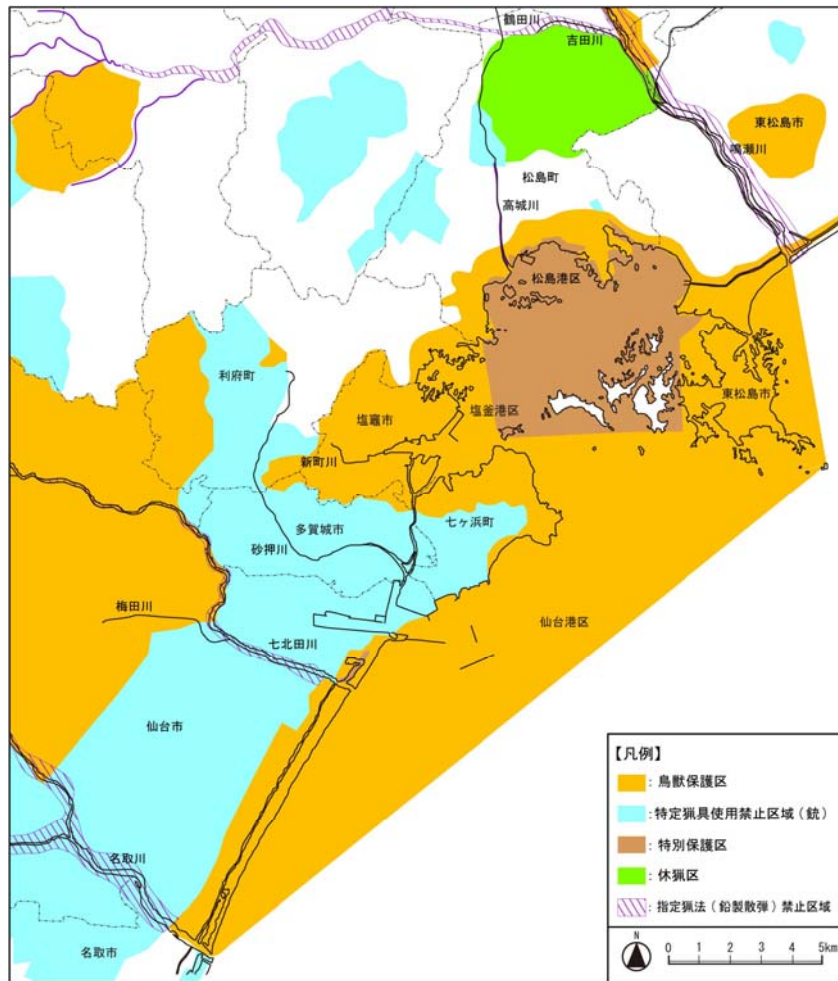 鶴田川
吉田川
東松島市
鳴瀬川
松島町
高城川
松島港区
利府町
塩竈市
塩釜港区
東松島市
新町川
多賀城市
七ヶ浜町
砂押川
梅田川
七北田川
仙台港区
仙台市
名取川
名取市
【凡例】
：鳥獣保護区
：特定猟具使用禁止区域（銃）
：特別保護区
：休猟区
：指定猟法（鉛製散弾）禁止区域
N
0 1 2 3 4 5km